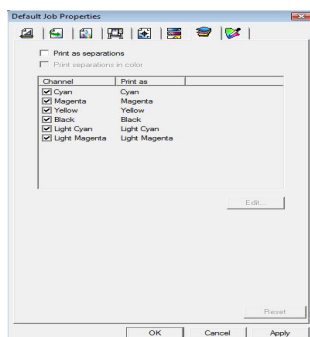 Default Job Properties
Print as separations
Print separations in color
Channel Print as
Cyan Cyan
Magenta Magenta
Yellow Yellow
Black Black
Light Cyan Light Cyan
Light Magenta Light Magenta
Edit...
Reset
OK Cancel Apply